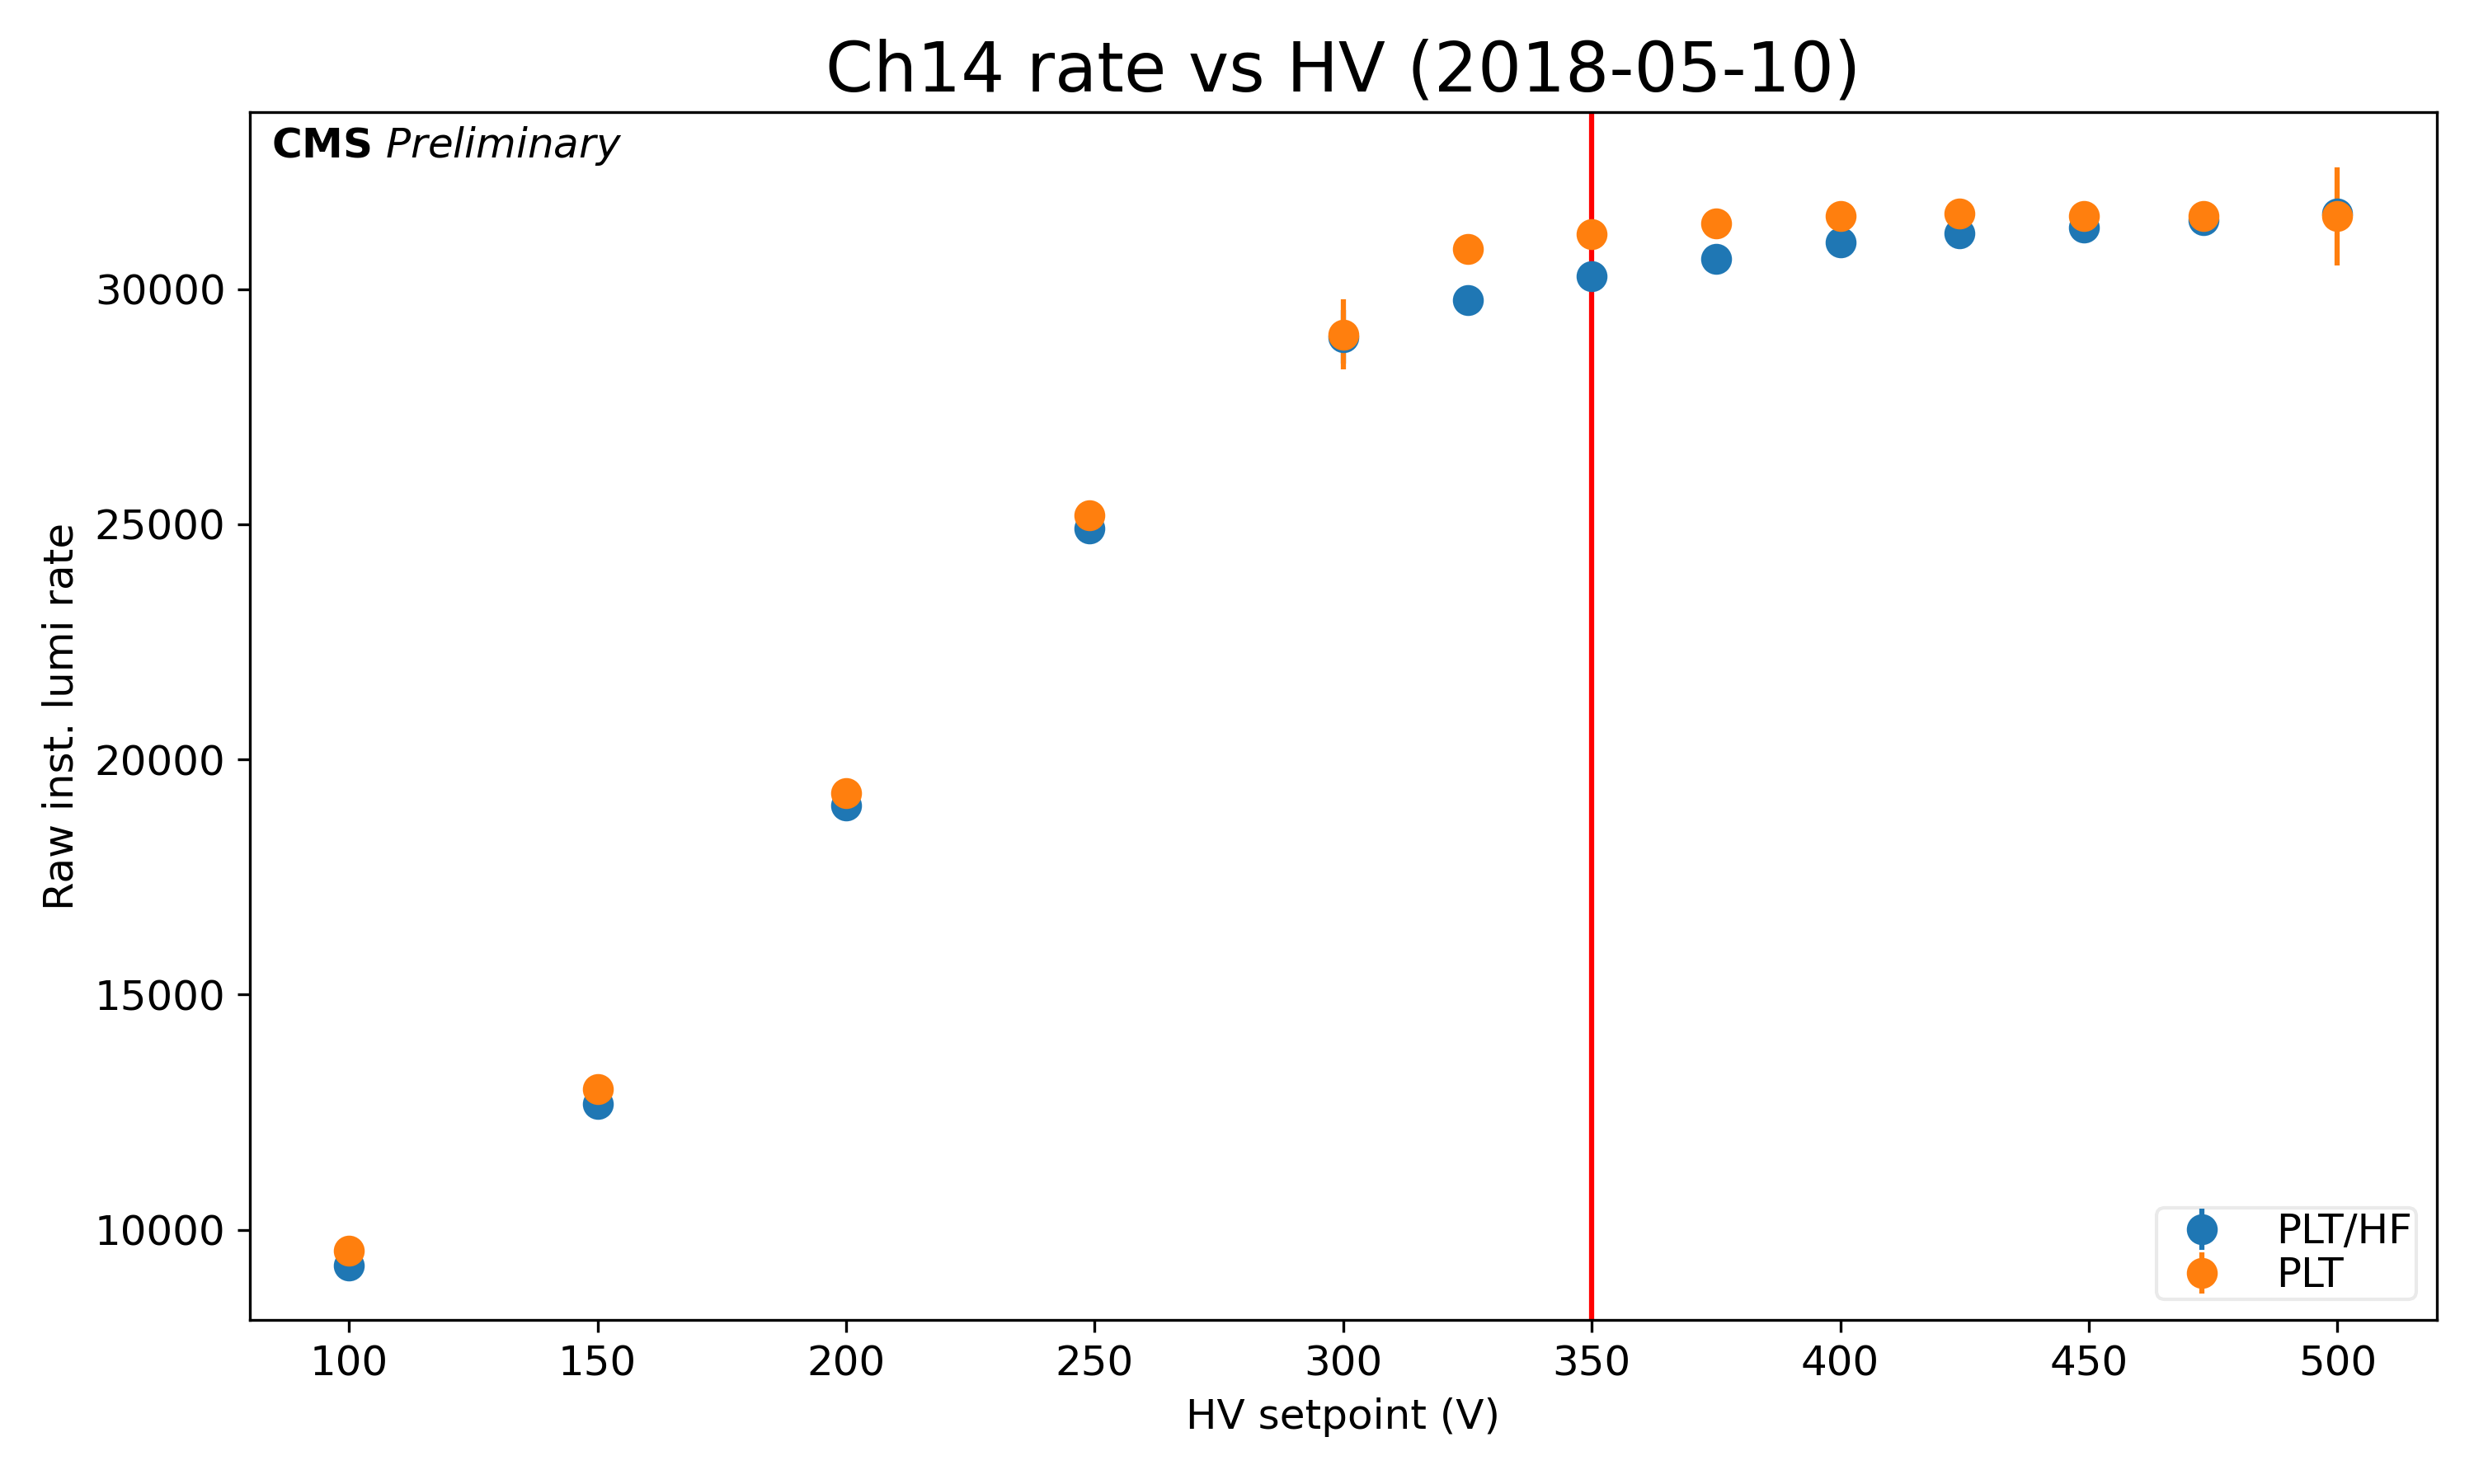 Ch14 rate vs HV (2018-05-10)
CMS Preliminary
Raw inst. lumi rate
30000
25000
20000
15000
10000
100 150 200 250 300 350 400 450 500
HV setpoint (V)
PLT/HF
PLT